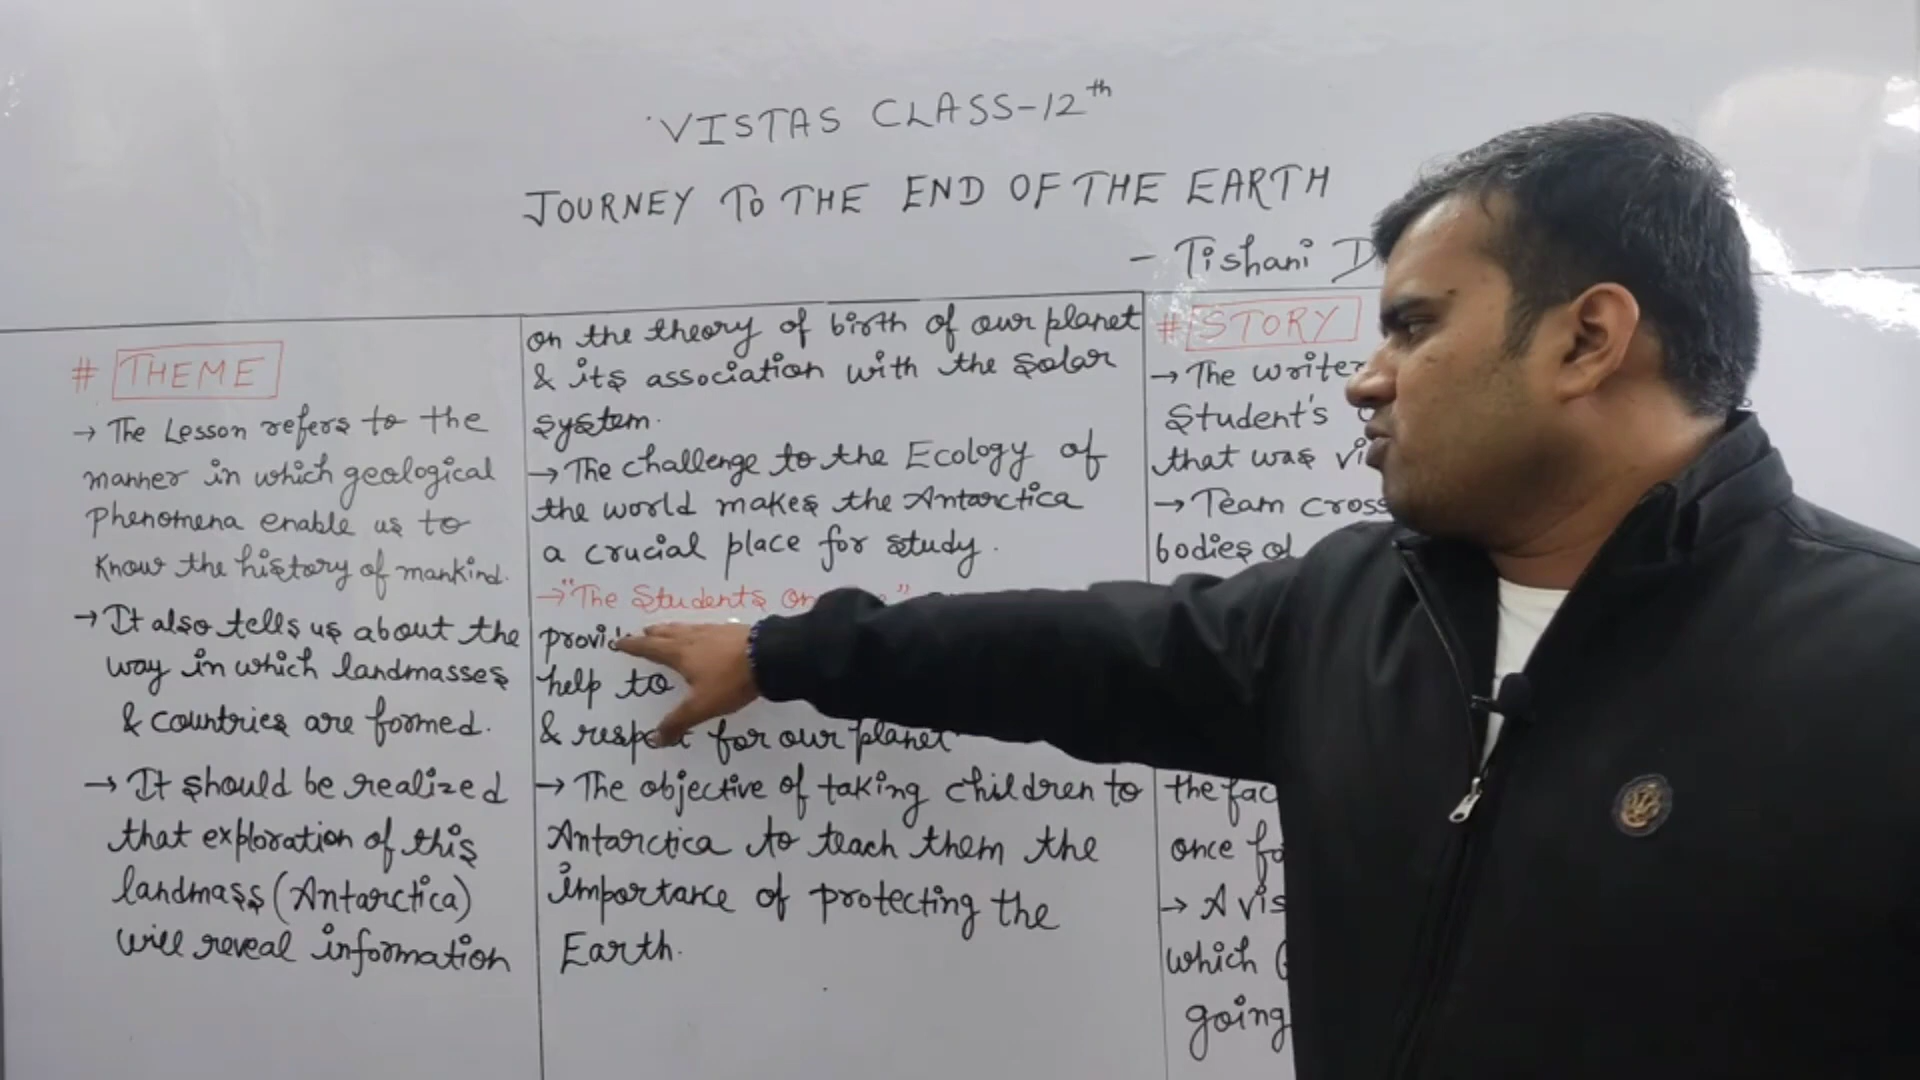 VISTAS CLASS-12th
JOURNEY TO THE END OF THE EARTH
- Tishani
# THEME
→ The Lesson refers to the
manner in which geological
Phenomena enable us to
Know the history of mankind.
→ It also tells us about the
way in which landmasses
& countries are formed.
→ It should be realized
that exploration of this
landmass (Antarctica)
will reveal information
on the theory of birth of our planet
& its association with the Solar
system.
→ The challenge to the Ecology of
the world makes the Antarctica
a crucial place for study.
→ "The Students on
help to
& respect for our planet
→ The objective of taking children to
Antarctica to teach them the
importance of protecting the
Earth.
# STORY
→ The writer
Student's
that was
→ Team
bodies of
the
once
→ A
which
going